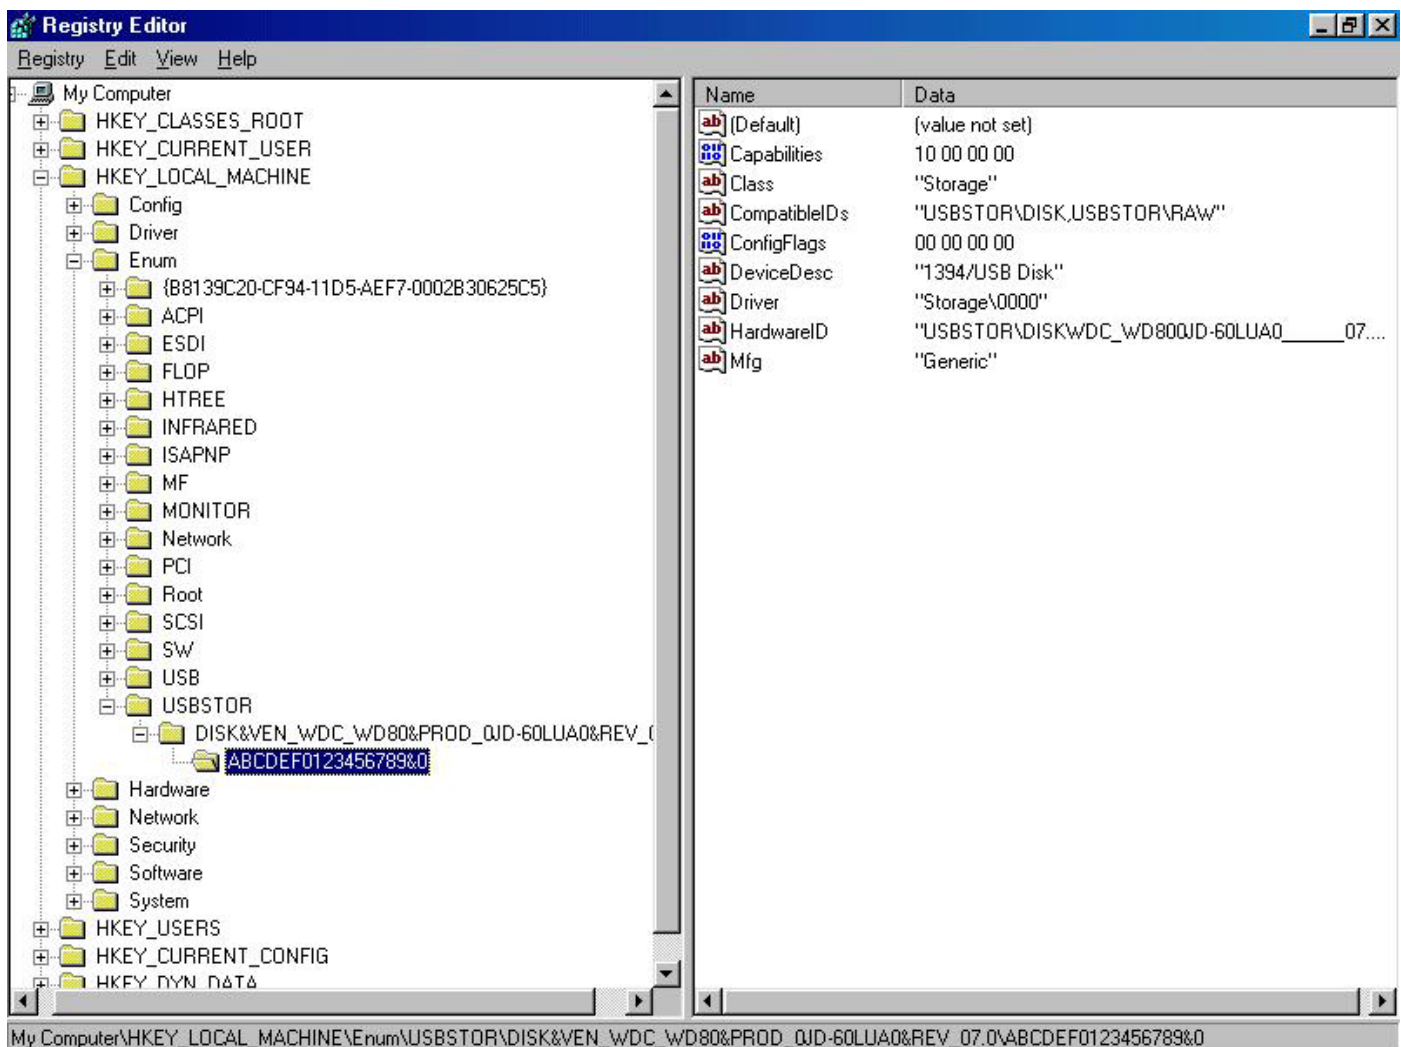 Registry Editor
Registry Edit View Help
My Computer
HKEY_CLASSES_ROOT
HKEY_CURRENT_USER
HKEY_LOCAL_MACHINE
Config
Driver
Enum
{B8139C20-CF94-11D5-AEF7-0002B30625C5}
ACPI
ESDI
FLOP
HTREE
INFRARED
ISAPNP
MF
MONITOR
Network
PCI
Root
SCSI
SW
USB
USBSTOR
DISK&VEN_WDC_WD80&PROD_0JD-60LUA0&REV_0
ABCDEF0123456789&0
Hardware
Network
Security
Software
System
HKEY_USERS
HKEY_CURRENT_CONFIG
HKEY_DYN_DATA
Name Data
(Default) (value not set)
Capabilities 10 00 00 00
Class "Storage"
CompatibleIDs "USBSTOR\DISK,USBSTOR\RAW"
ConfigFlags 00 00 00 00
DeviceDesc "1394/USB Disk"
Driver "Storage\0000"
HardwareID "USBSTOR\DISKWDC_WD800JD-60LUA0______07....
Mfg "Generic"
My Computer\HKEY_LOCAL_MACHINE\Enum\USBSTOR\DISK&VEN_WDC_WD80&PROD_0JD-60LUA0&REV_07.0\ABCDEF0123456789&0